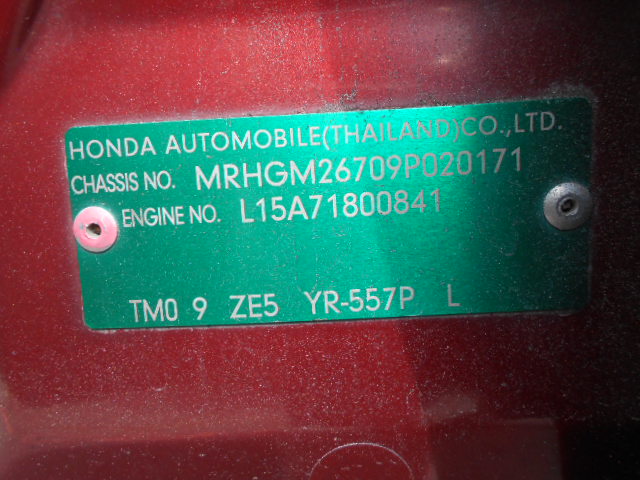 HONDA AUTOMOBILE(THAILAND)CO.,LTD.
CHASSIS NO. MRHGM26709P020171
ENGINE NO. L15A71800841
TM0 9 ZE5 YR-557P L